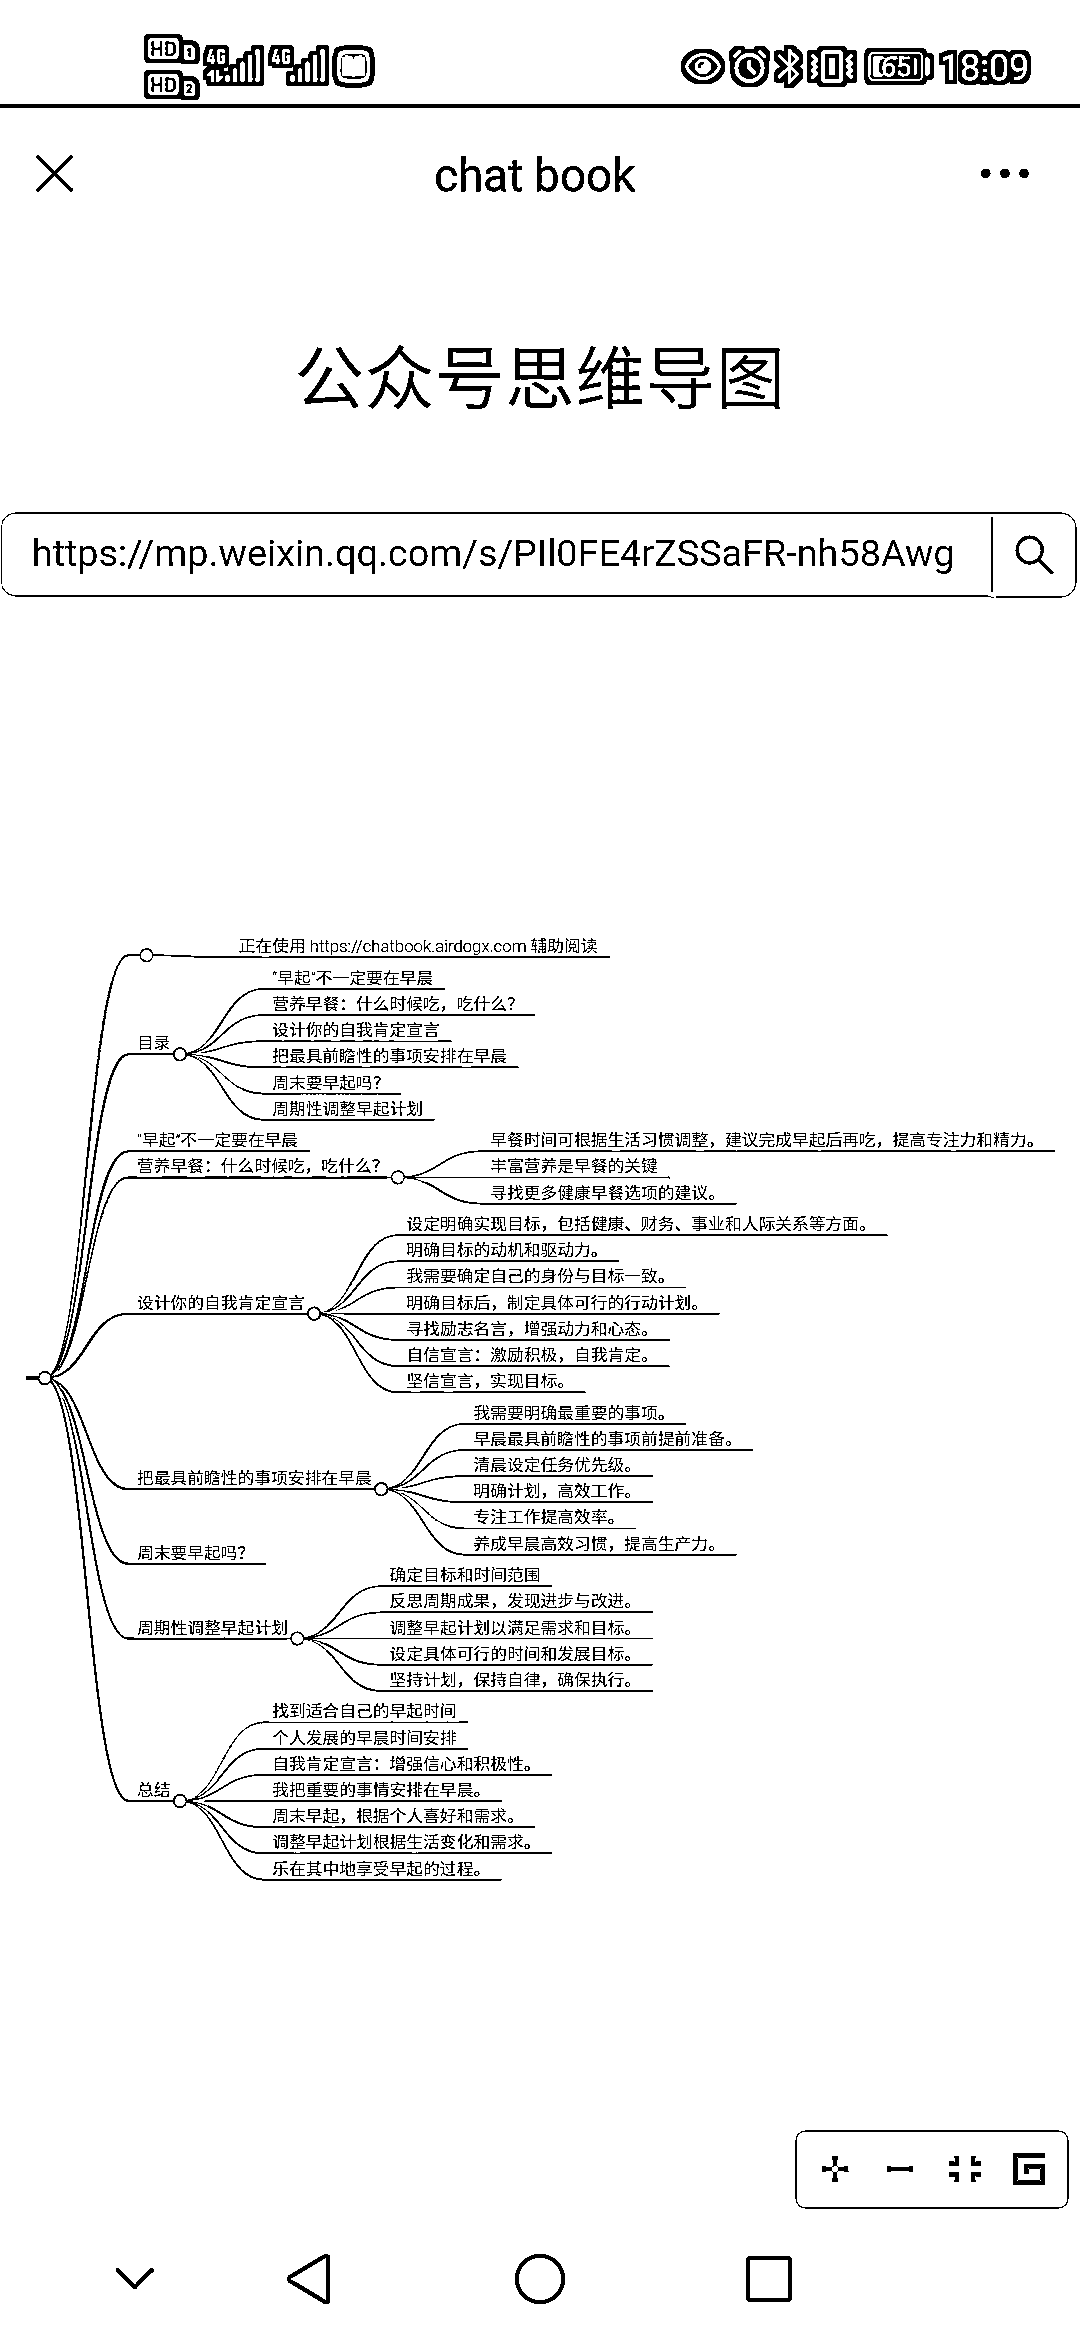 HD 1 4G 4G
HD 2
65 18:09
chat book
公众号思维导图
https://mp.weixin.qq.com/s/PIl0FE4rZSSaFR-nh58Awg
正在使用 https://chatbook.airdogx.com 辅助阅读
目录
"早起"不一定要在早晨
营养早餐：什么时候吃，吃什么？
设计你的自我肯定宣言
把最具前瞻性的事项安排在早晨
周末要早起吗？
周期性调整早起计划
"早起"不一定要在早晨
营养早餐：什么时候吃，吃什么？
早餐时间可根据生活习惯调整，建议完成早起后再吃，提高专注力和精力。
丰富营养是早餐的关键
寻找更多健康早餐选项的建议。
设计你的自我肯定宣言
设定明确实现目标，包括健康、财务、事业和人际关系等方面。
明确目标的动机和驱动力。
我需要确定自己的身份与目标一致。
明确目标后，制定具体可行的行动计划。
寻找励志名言，增强动力和心态。
自信宣言：激励积极，自我肯定。
坚信宣言，实现目标。
把最具前瞻性的事项安排在早晨
我需要明确最重要的事项。
早晨最具前瞻性的事项前提前准备。
清晨设定任务优先级。
明确计划，高效工作。
专注工作提高效率。
养成早晨高效习惯，提高生产力。
周末要早起吗？
周期性调整早起计划
确定目标和时间范围
反思周期成果，发现进步与改进。
调整早起计划以满足需求和目标。
设定具体可行的时间和发展目标。
坚持计划，保持自律，确保执行。
总结
找到适合自己的早起时间
个人发展的早晨时间安排
自我肯定宣言：增强信心和积极性。
我把重要的事情安排在早晨。
周末早起，根据个人喜好和需求。
调整早起计划根据生活变化和需求。
乐在其中地享受早起的过程。